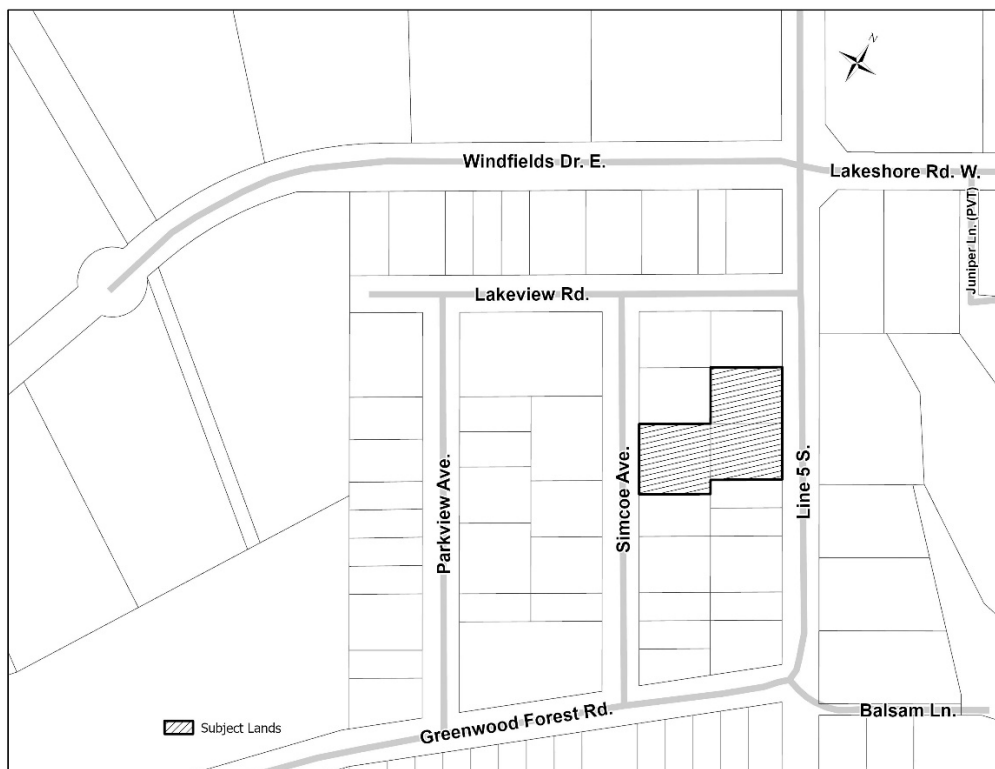 N
Windfields Dr. E.
Lakeshore Rd. W.
Juniper Ln. (PVT)
Lakeview Rd.
Parkview Ave.
Simcoe Ave.
Line 5 S.
Subject Lands
Greenwood Forest Rd.
Balsam Ln.